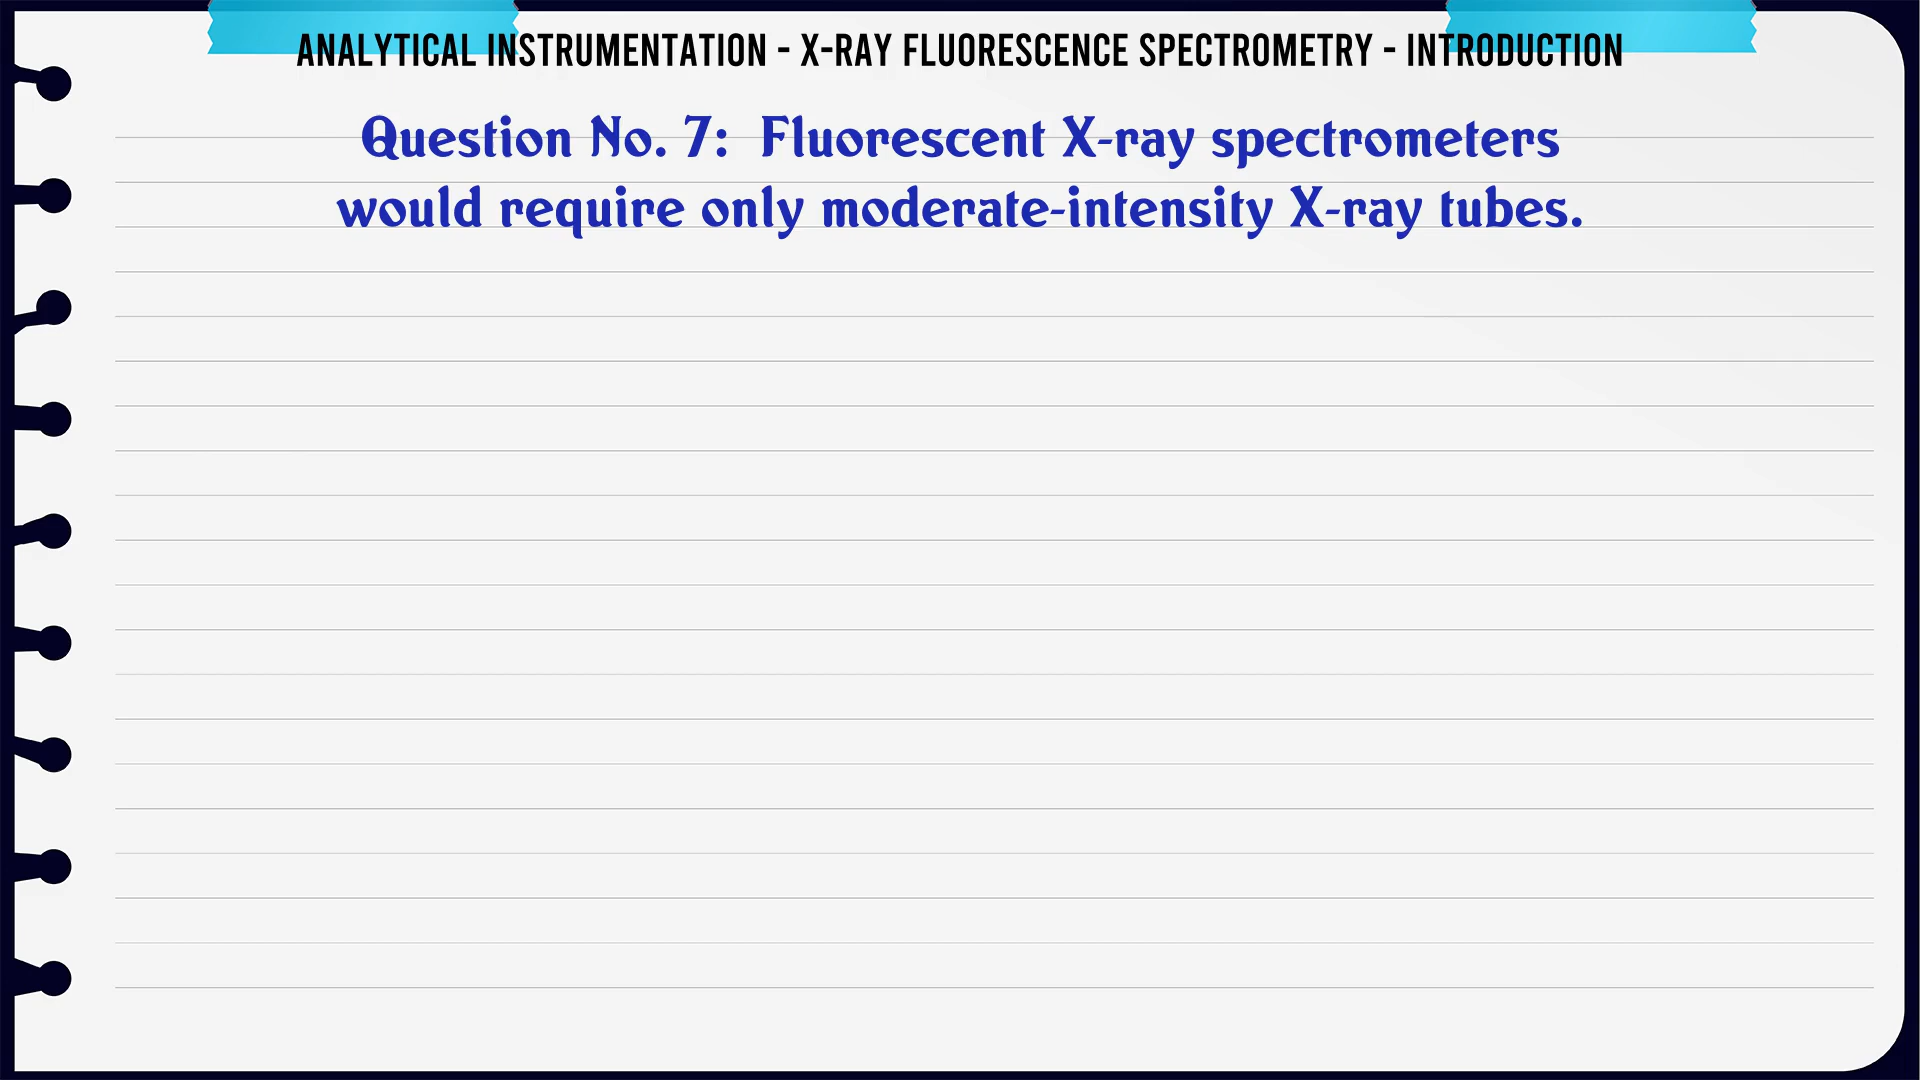 ANALYTICAL INSTRUMENTATION - X-RAY FLUORESCENCE SPECTROMETRY - INTRODUCTION
Question No. 7: Fluorescent X-ray spectrometers
would require only moderate-intensity X-ray tubes.